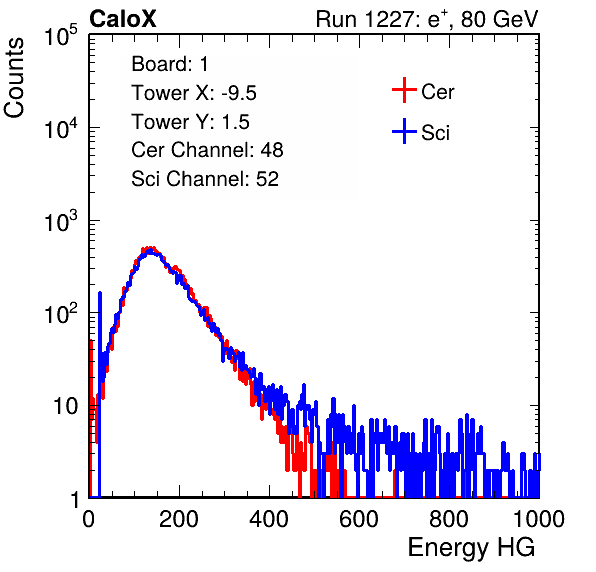 CaloX Run 1227: e⁺, 80 GeV
Counts
10⁵
10⁴
10³
10²
10
1
Board: 1
Tower X: -9.5
Tower Y: 1.5
Cer Channel: 48
Sci Channel: 52
Cer
Sci
0 200 400 600 800 1000
Energy HG